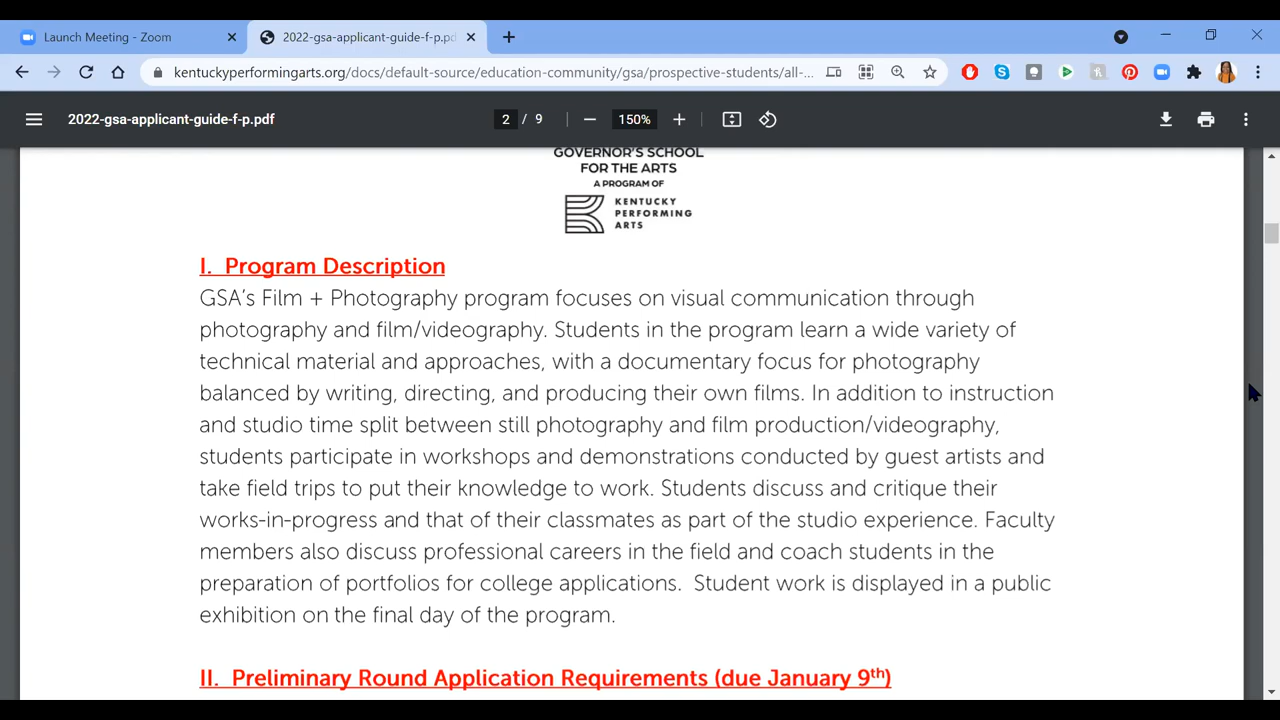 Launch Meeting - Zoom
2022-gsa-applicant-guide-f-p.pd
kentuckyperformingarts.org/docs/default-source/education-community/gsa/prospective-students/all-...
2022-gsa-applicant-guide-f-p.pdf
2 / 9
150%
GOVERNOR'S SCHOOL
FOR THE ARTS
A PROGRAM OF
KENTUCKY
PERFORMING
ARTS
I. Program Description
GSA's Film + Photography program focuses on visual communication through
photography and film/videography. Students in the program learn a wide variety of
technical material and approaches, with a documentary focus for photography
balanced by writing, directing, and producing their own films. In addition to instruction
and studio time split between still photography and film production/videography,
students participate in workshops and demonstrations conducted by guest artists and
take field trips to put their knowledge to work. Students discuss and critique their
works-in-progress and that of their classmates as part of the studio experience. Faculty
members also discuss professional careers in the field and coach students in the
preparation of portfolios for college applications. Student work is displayed in a public
exhibition on the final day of the program.
II. Preliminary Round Application Requirements (due January 9th)